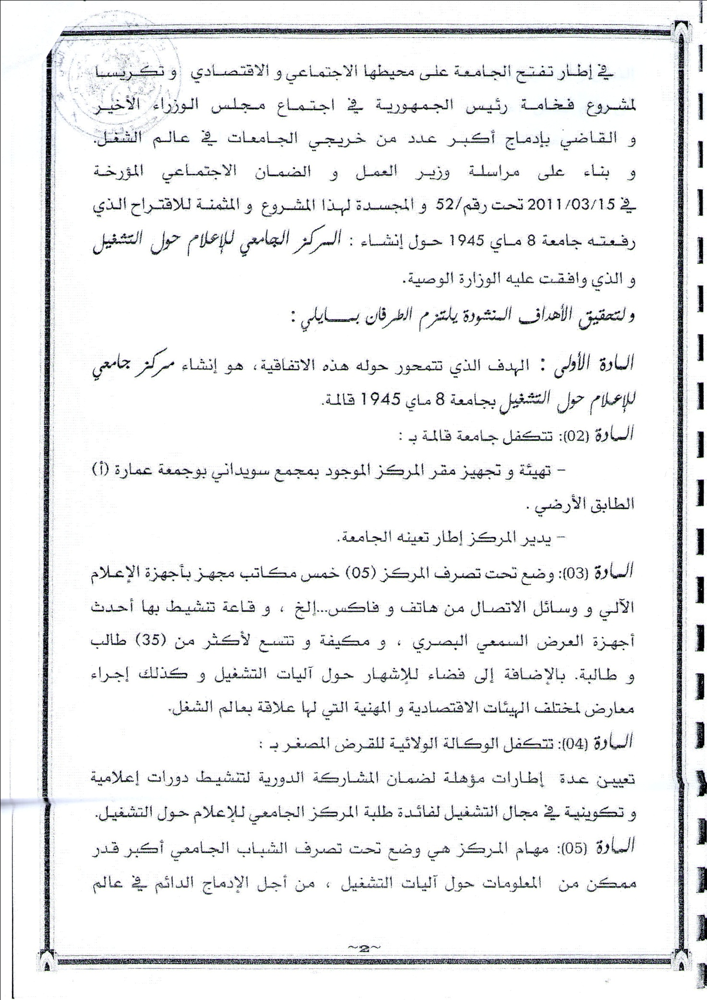 في إطار تفتح الجامعة على محيطها الاجتماعي و الاقتصادي و تكريسا
لمشروع فخامة رئيس الجمهورية في اجتماع مجلس الوزراء الأخير
و القاضي بإدماج أكبر عدد من خريجي الجامعات في عالم الشغل.
و بناء على مراسلة وزير العمل و الضمان الاجتماعي المؤرخة
في 2011/03/15 تحت رقم/52 و المجسدة لهذا المشروع و المثمنة للاقتراح الذي
رفعته جامعة 8 ماي 1945 حول إنشاء : المركز الجامعي للإعلام حول التشغيل
و الذي وافقت عليه الوزارة الوصية.
و لتحقيق الأهداف المنشودة يلتزم الطرفان بمايلي :
المادة الأولى : الهدف الذي تتمحور حوله هذه الاتفاقية، هو إنشاء مركز جامعي
للإعلام حول التشغيل بجامعة 8 ماي 1945 قالمة.
المادة (02): تتكفل جامعة قالمة بـ :
– تهيئة و تجهيز مقر المركز الموجود بمجمع سويداني بوجمعة عمارة (أ)
الطابق الأرضي .
– يدير المركز إطار تعينه الجامعة.
المادة (03): وضع تحت تصرف المركز (05) خمس مكاتب مجهز بأجهزة الإعلام
الآلي و وسائل الاتصال من هاتف و فاكس...إلخ ، و قاعة تنشيط بها أحدث
أجهزة العرض السمعي البصري ، و مكيفة و تتسع لأكثر من (35) طالب
و طالبة. بالإضافة إلى فضاء للإشهار حول آليات التشغيل و كذلك إجراء
معارض لمختلف الهيئات الاقتصادية و المهنية التي لها علاقة بعالم الشغل.
المادة (04): تتكفل الوكالة الولائية للقرض المصغر بـ :
تعيين عدة إطارات مؤهلة لضمان المشاركة الدورية لتنشيط دورات إعلامية
و تكوينية في مجال التشغيل لفائدة طلبة المركز الجامعي للإعلام حول التشغيل.
المادة (05): مهام المركز هي وضع تحت تصرف الشباب الجامعي أكبر قدر
ممكن من المعلومات حول آليات التشغيل ، من أجل الإدماج الدائم في عالم
~2~